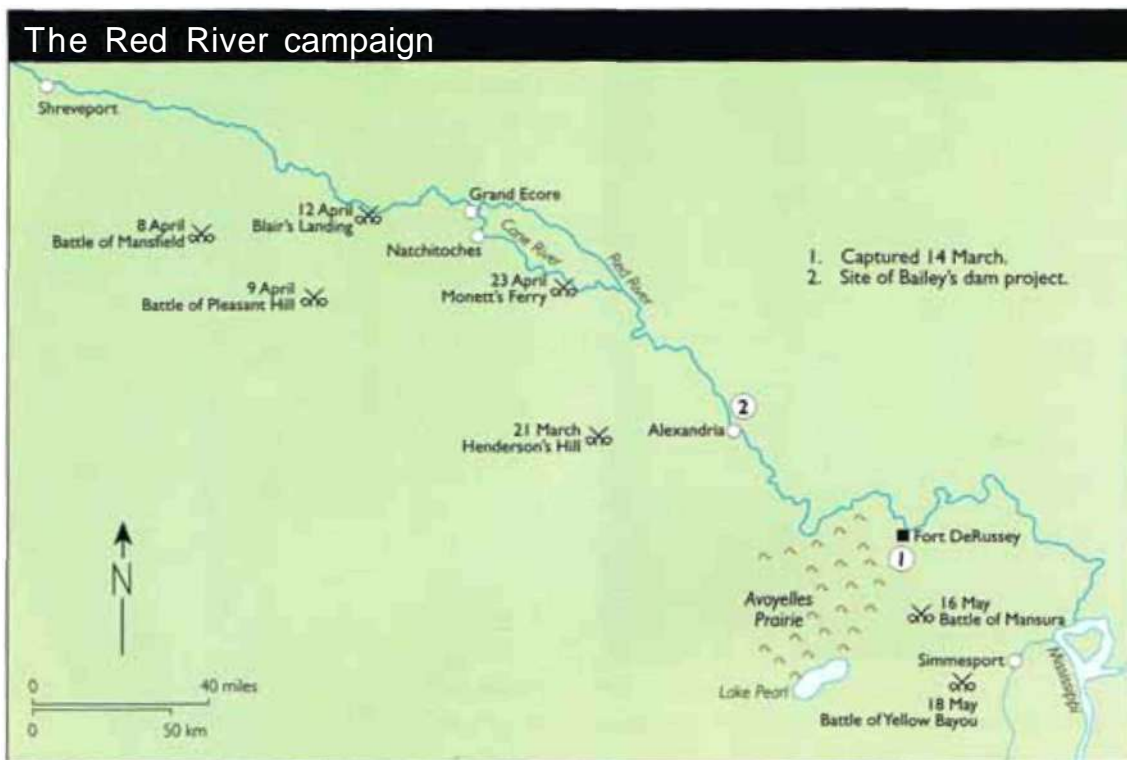 The Red River campaign
Shreveport
Grand Ecore
12 April
Blair's Landing
8 April
Battle of Mansfield
Natchitoches
Cane River
Red River
1. Captured 14 March.
2. Site of Bailey's dam project.
9 April
Battle of Pleasant Hill
23 April
Monett's Ferry
2
21 March
Henderson's Hill
Alexandria
Fort DeRussey
1
N
Avoyelles
Prairie
16 May
Battle of Mansura
Simmesport
Mississippi
Lake Pearl
18 May
Battle of Yellow Bayou
0 40 miles
0 50 km